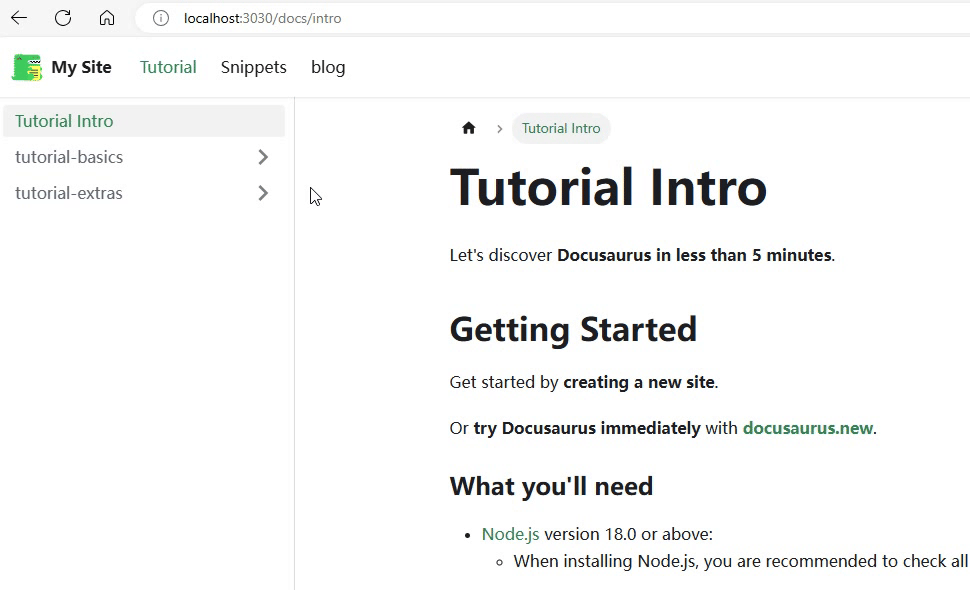 localhost:3030/docs/intro
My Site Tutorial Snippets blog
Tutorial Intro
tutorial-basics
tutorial-extras
Tutorial Intro
Tutorial Intro
Let's discover Docusaurus in less than 5 minutes.
Getting Started
Get started by creating a new site.
Or try Docusaurus immediately with docusaurus.new.
What you'll need
Node.js version 18.0 or above:
When installing Node.js, you are recommended to check all